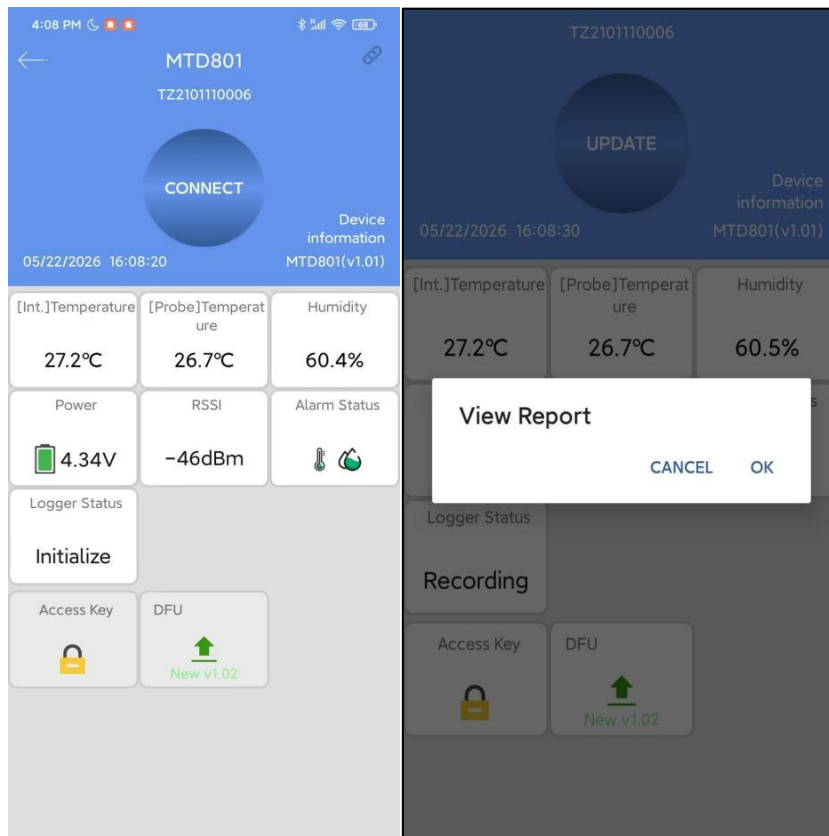 4:08 PM
68
MTD801
TZ2101110006
CONNECT
Device
information
05/22/2026 16:08:20
MTD801(v1.01)
[Int.]Temperature
[Probe]Temperat
ure
Humidity
27.2℃
26.7℃
60.4%
Power
RSSI
Alarm Status
4.34V
-46dBm
Logger Status
Initialize
Access Key
DFU
New v1.02
TZ2101110006
UPDATE
Device
information
05/22/2026 16:08:30
MTD801(v1.01)
[Int.]Temperature
[Probe]Temperat
ure
Humidity
27.2℃
26.7℃
60.5%
s
View Report
CANCEL
OK
Logger Status
Recording
Access Key
DFU
New v1.02